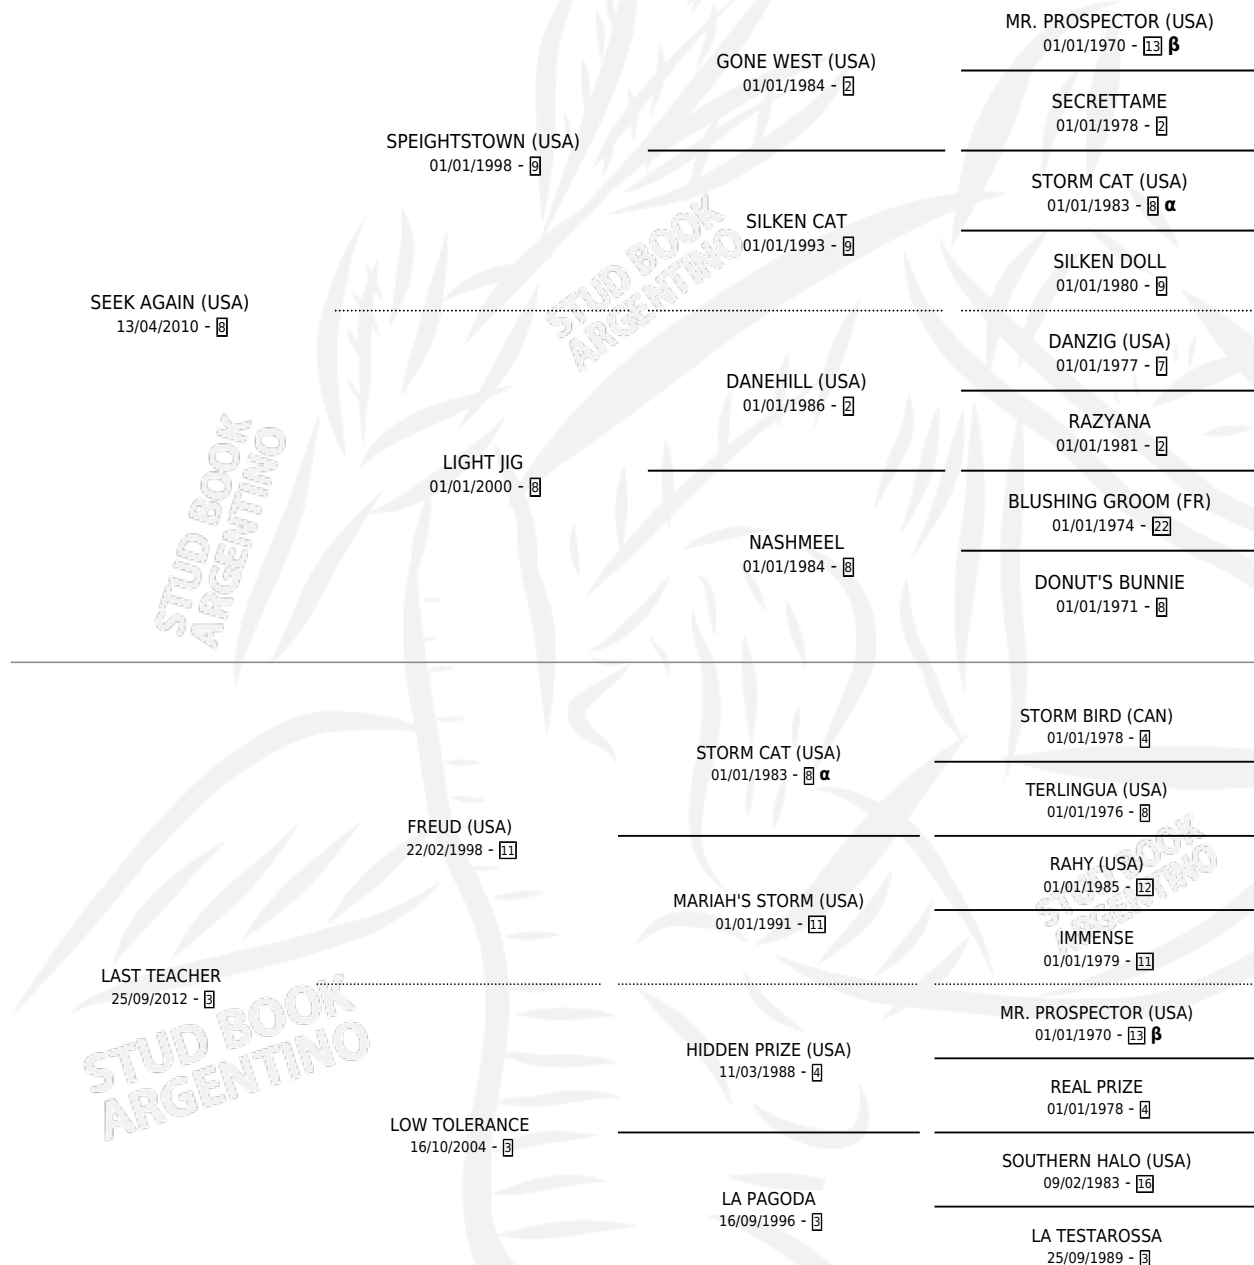 MR. PROSPECTOR (USA)
01/01/1970 - 13 β
GONE WEST (USA)
01/01/1984 - 2
SECRETTAME
01/01/1978 - 2
SPEIGHTSTOWN (USA)
01/01/1998 - 9
STORM CAT (USA)
01/01/1983 - 8 α
SILKEN CAT
01/01/1993 - 9
SILKEN DOLL
01/01/1980 - 9
SEEK AGAIN (USA)
13/04/2010 - 8
DANZIG (USA)
01/01/1977 - 7
DANEHILL (USA)
01/01/1986 - 2
RAZYANA
01/01/1981 - 2
LIGHT JIG
01/01/2000 - 8
BLUSHING GROOM (FR)
01/01/1974 - 22
NASHMEEL
01/01/1984 - 8
DONUT'S BUNNIE
01/01/1971 - 8
STORM BIRD (CAN)
01/01/1978 - 4
STORM CAT (USA)
01/01/1983 - 8 α
TERLINGUA (USA)
01/01/1976 - 8
FREUD (USA)
22/02/1998 - 11
RAHY (USA)
01/01/1985 - 12
MARIAH'S STORM (USA)
01/01/1991 - 11
IMMENSE
01/01/1979 - 11
LAST TEACHER
25/09/2012 - 3
MR. PROSPECTOR (USA)
01/01/1970 - 13 β
HIDDEN PRIZE (USA)
11/03/1988 - 4
REAL PRIZE
01/01/1978 - 4
LOW TOLERANCE
16/10/2004 - 3
SOUTHERN HALO (USA)
09/02/1983 - 16
LA PAGODA
16/09/1996 - 3
LA TESTAROSSA
25/09/1989 - 3
STUD BOOK
ARGENTINO
STUD BOOK
ARGENTINO
STUD BOOK
ARGENTINO
STUD BOOK
ARGENTINO